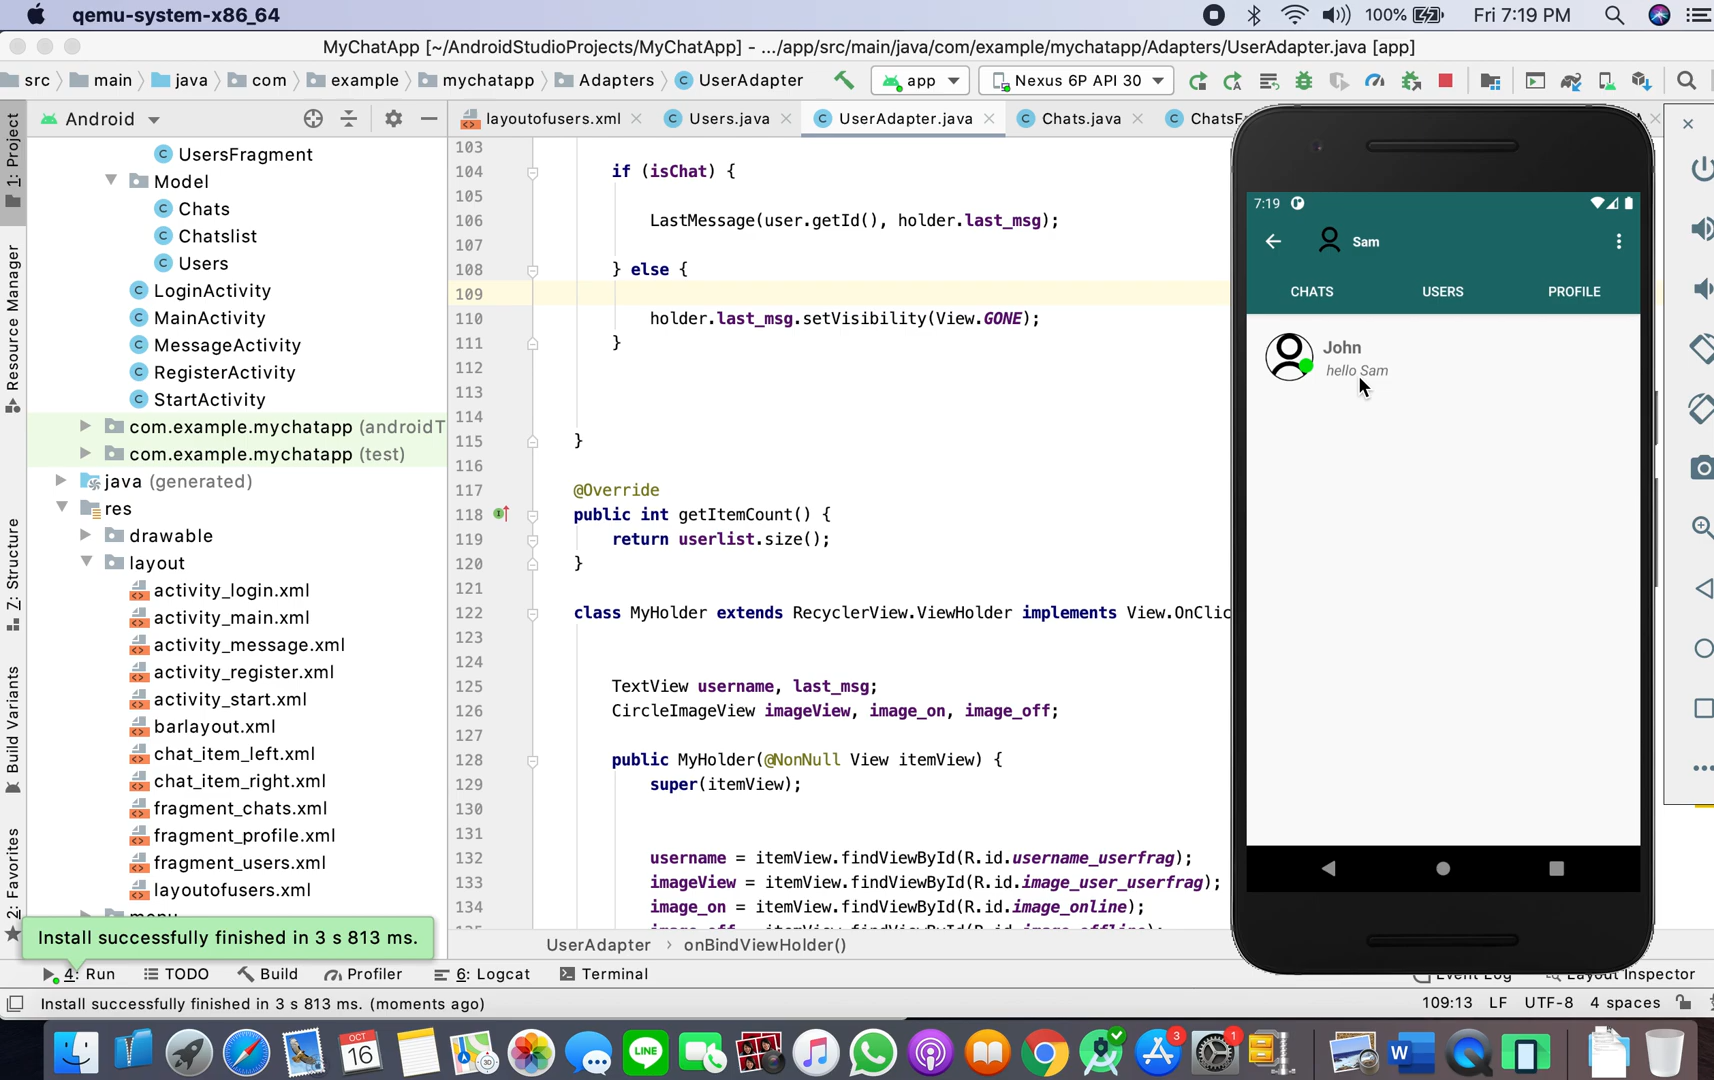 qemu-system-x86_64
100%
Fri 7:19 PM
MyChatApp [~/AndroidStudioProjects/MyChatApp] - .../app/src/main/java/com/example/mychatapp/Adapters/UserAdapter.java [app]
src
main
java
com
example
mychatapp
Adapters
UserAdapter
app
Nexus 6P API 30
Android
layoutofusers.xml
Users.java
UserAdapter.java
Chats.java
1: Project
Resource Manager
7: Structure
Build Variants
2: Favorites
UsersFragment
Model
Chats
Chatslist
Users
LoginActivity
MainActivity
MessageActivity
RegisterActivity
StartActivity
com.example.mychatapp (androidT
com.example.mychatapp (test)
java (generated)
res
drawable
layout
activity_login.xml
activity_main.xml
activity_message.xml
activity_register.xml
activity_start.xml
barlayout.xml
chat_item_left.xml
chat_item_right.xml
fragment_chats.xml
fragment_profile.xml
fragment_users.xml
layoutofusers.xml
103
104 if (isChat) {
105
106 LastMessage(user.getId(), holder.last_msg);
107
108 } else {
109
110 holder.last_msg.setVisibility(View.GONE);
111 }
112
113
114
115 }
116
117 @Override
118 public int getItemCount() {
119 return userlist.size();
120 }
121
122 class MyHolder extends RecyclerView.ViewHolder implements View.OnClic
123
124
125 TextView username, last_msg;
126 CircleImageView imageView, image_on, image_off;
127
128 public MyHolder(@NonNull View itemView) {
129 super(itemView);
130
131
132 username = itemView.findViewById(R.id.username_userfrag);
133 imageView = itemView.findViewById(R.id.image_user_userfrag);
134 image_on = itemView.findViewById(R.id.image_online);
UserAdapter
onBindViewHolder()
7:19
Sam
CHATS
USERS
PROFILE
John
hello Sam
Install successfully finished in 3 s 813 ms.
4: Run
TODO
Build
Profiler
6: Logcat
Terminal
Event Log
Layout Inspector
Install successfully finished in 3 s 813 ms. (moments ago)
109:13
LF
UTF-8
4 spaces
OCT
16
LINE
3
1
W